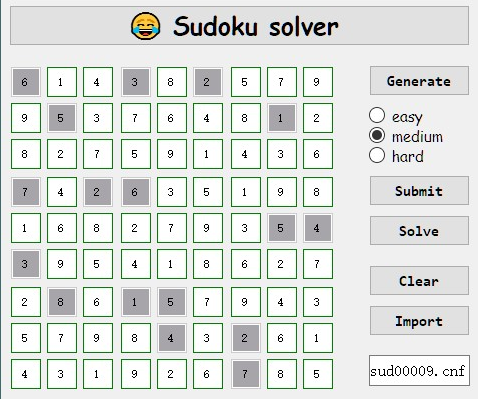 Sudoku solver
6 1 4 3 8 2 5 7 9
Generate
9 5 3 7 6 4 8 1 2
easy
medium
8 2 7 5 9 1 4 3 6
hard
7 4 2 6 3 5 1 9 8
Submit
1 6 8 2 7 9 3 5 4
Solve
3 9 5 4 1 8 6 2 7
Clear
2 8 6 1 5 7 9 4 3
Import
5 7 9 8 4 3 2 6 1
4 3 1 9 2 6 7 8 5
sud00009.cnf